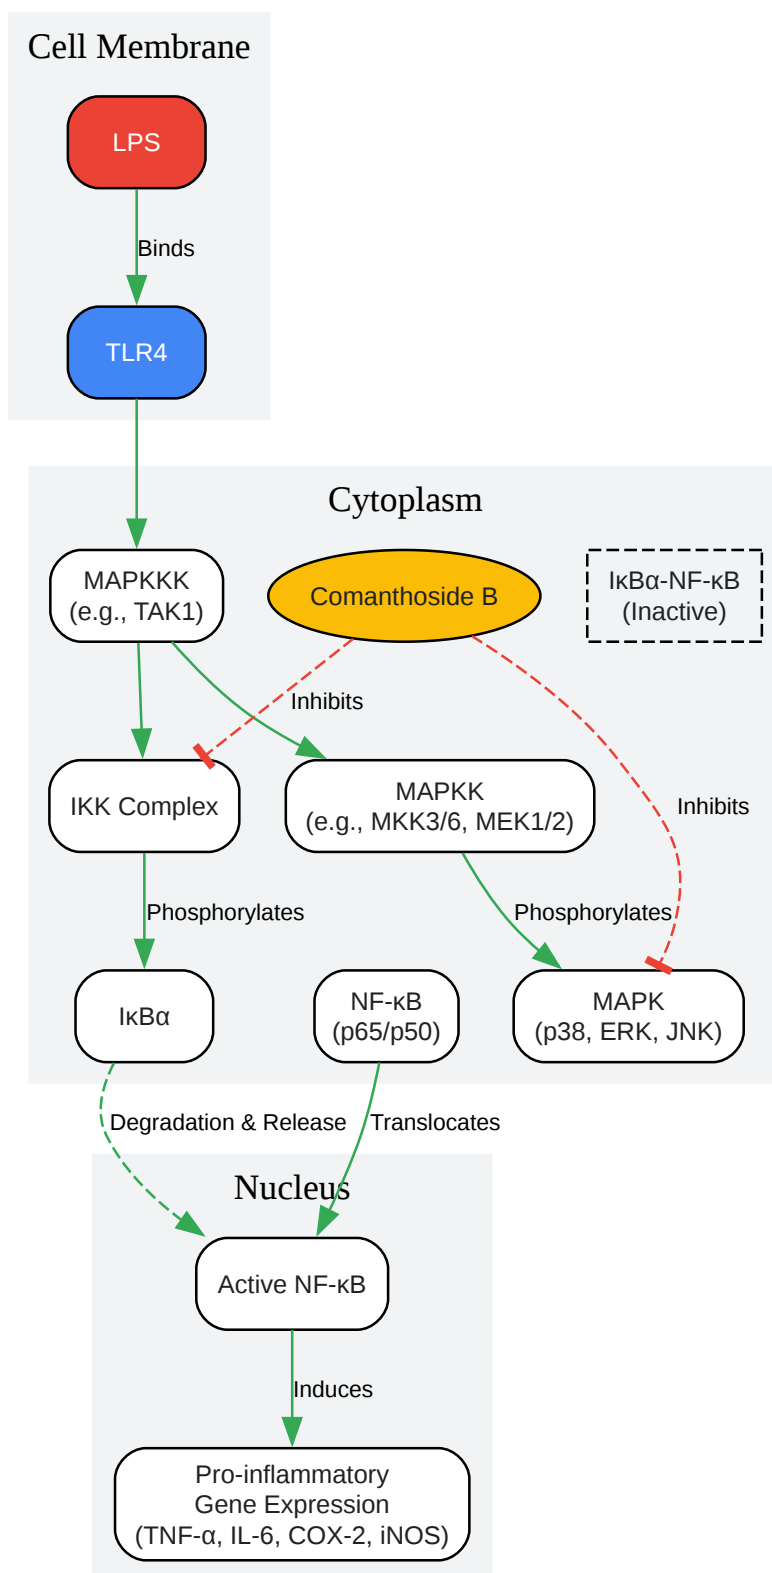 Cell Membrane
LPS
Binds
TLR4
Cytoplasm
MAPKKK
(e.g., TAK1)
Comanthoside B
IκBα-NF-κB
(Inactive)
Inhibits
IKK Complex
MAPKK
(e.g., MKK3/6, MEK1/2)
Inhibits
Phosphorylates
Phosphorylates
IκBα
NF-κB
(p65/p50)
MAPK
(p38, ERK, JNK)
Degradation & Release
Translocates
Nucleus
Active NF-κB
Induces
Pro-inflammatory
Gene Expression
(TNF-α, IL-6, COX-2, iNOS)